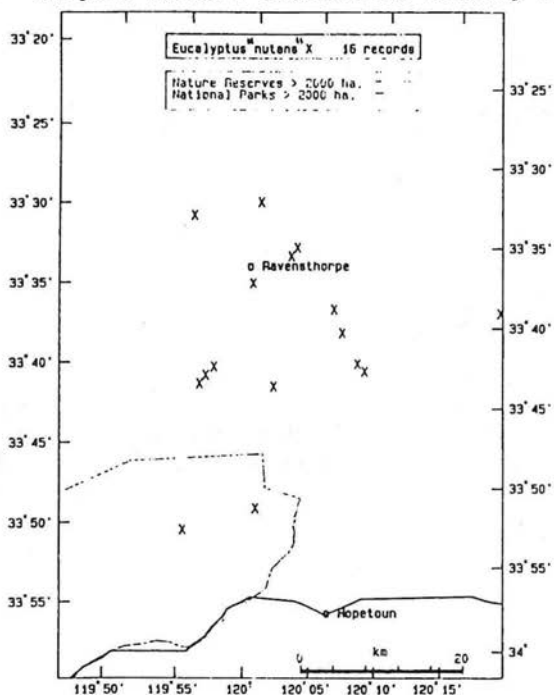 Eucalyptus "nutans" X 16 records
Nature Reserves > 2000 ha.
National Parks > 2000 ha.
33°20'
33°25'
33°30'
33°35'
33°40'
33°45'
33°50'
33°55'
33°25'
33°30'
33°35'
33°40'
33°45'
33°50'
33°55'
34°
Ravensthorpe
Hopetoun
km
0 20
119°50' 119°55' 120° 120°05' 120°10' 120°15'